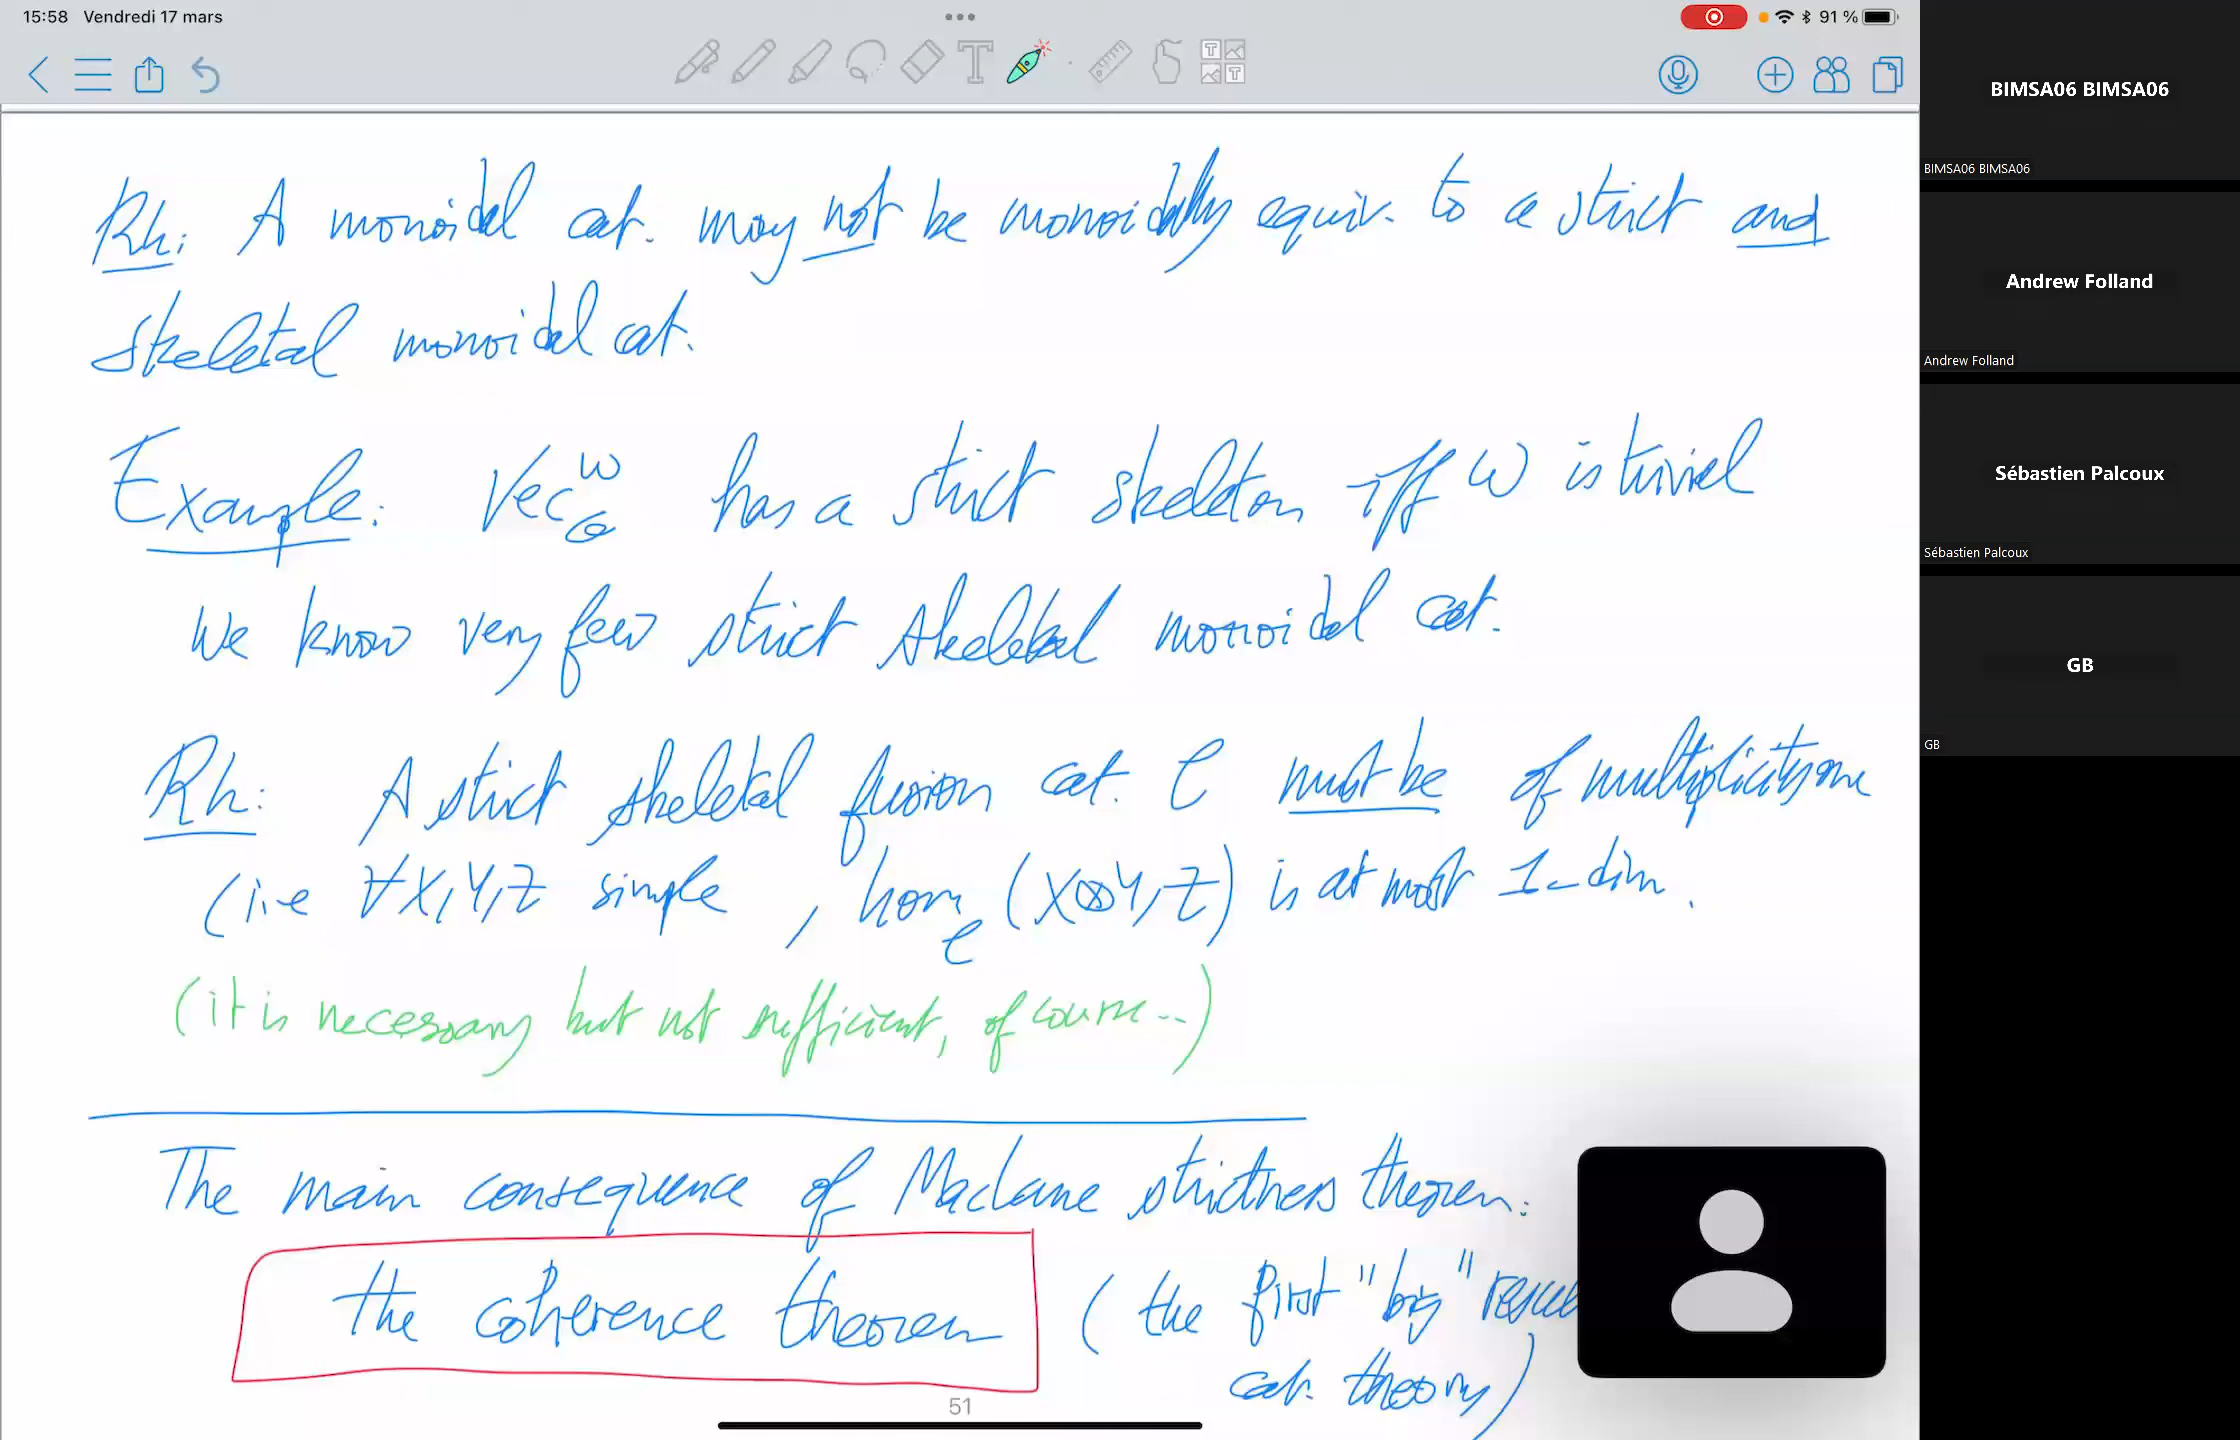 15:58 Vendredi 17 mars
91 %
Rk: A monoidal cat. may not be monoidally equiv. to a strict and
skeletal monoidal cat.
Example: Vec_G^ω has a strict skeleton iff ω is trivial
We know very few strict skeletal monoidal cat.
Rk: A strict skeletal fusion cat. C must be of multiplicity one
(i.e ∀X,Y,Z simple, hom_C (X⊗Y,Z) is at most 1-dim.
(it is necessary but not sufficient, of course...)
The main consequence of MacLane strictness theorem:
the coherence theorem (the first "big"
cat. theory)
51
BIMSA06 BIMSA06
BIMSA06 BIMSA06
Andrew Folland
Andrew Folland
Sébastien Palcoux
Sébastien Palcoux
GB
GB